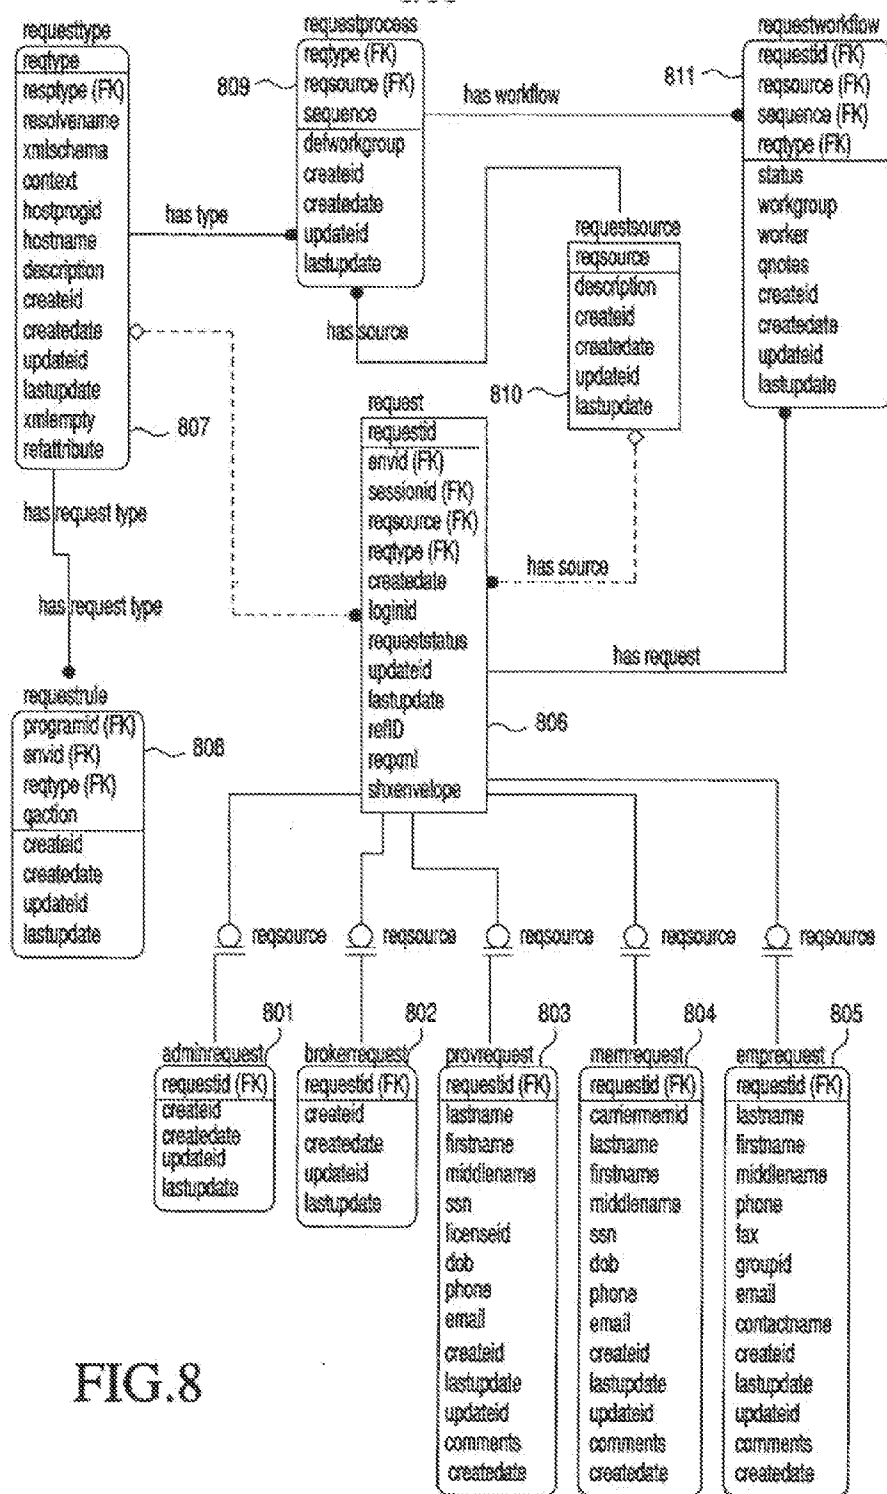 requesttype
reqtype
resptype (FK)
resolvename
xmlschema
context
hostprogid
hostname
description
createid
createdate
updateid
lastupdate
xmlempty
refattribute
807
requestprocess
reqtype (FK)
reqsource (FK)
sequence
defworkgroup
createid
createdate
updateid
lastupdate
809
requestworkflow
requestid (FK)
reqsource (FK)
sequence (FK)
reqtype (FK)
status
workgroup
worker
qnotes
createid
createdate
updateid
lastupdate
811
has workflow
has type
has source
requestsource
reqsource
description
createid
createdate
updateid
lastupdate
810
request
requestid
envid (FK)
sessionid (FK)
reqsource (FK)
reqtype (FK)
createdate
loginid
requeststatus
updateid
lastupdate
refID
reqxml
shxenvelope
806
has source
has request
has request type
has request type
requestrule
programid (FK)
envid (FK)
reqtype (FK)
qaction
createid
createdate
updateid
lastupdate
808
reqsource
reqsource
reqsource
reqsource
reqsource
801
adminrequest
requestid (FK)
createid
createdate
updateid
lastupdate
802
brokerrequest
requestid (FK)
createid
createdate
updateid
lastupdate
803
provrequest
requestid (FK)
lastname
firstname
middlename
ssn
licenseid
dob
phone
email
createid
lastupdate
updateid
comments
createdate
804
memrequest
requestid (FK)
carriermemid
lastname
firstname
middlename
ssn
dob
phone
email
createid
lastupdate
updateid
comments
createdate
805
emprequest
requestid (FK)
lastname
firstname
middlename
phone
fax
groupid
email
contactname
createid
lastupdate
updateid
comments
createdate
FIG.8